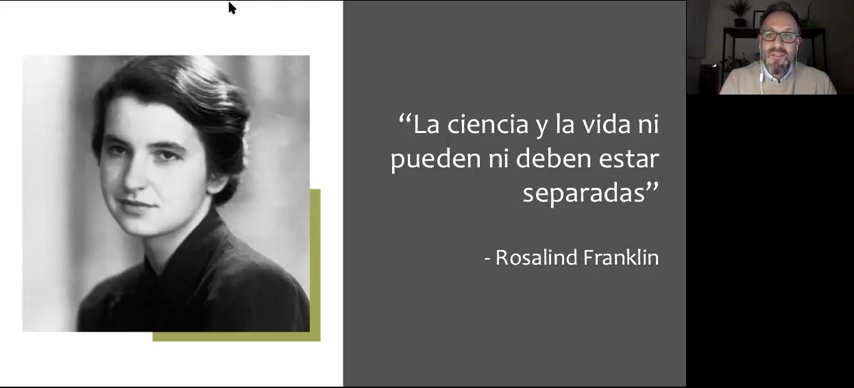 “La ciencia y la vida ni
pueden ni deben estar
separadas”
- Rosalind Franklin